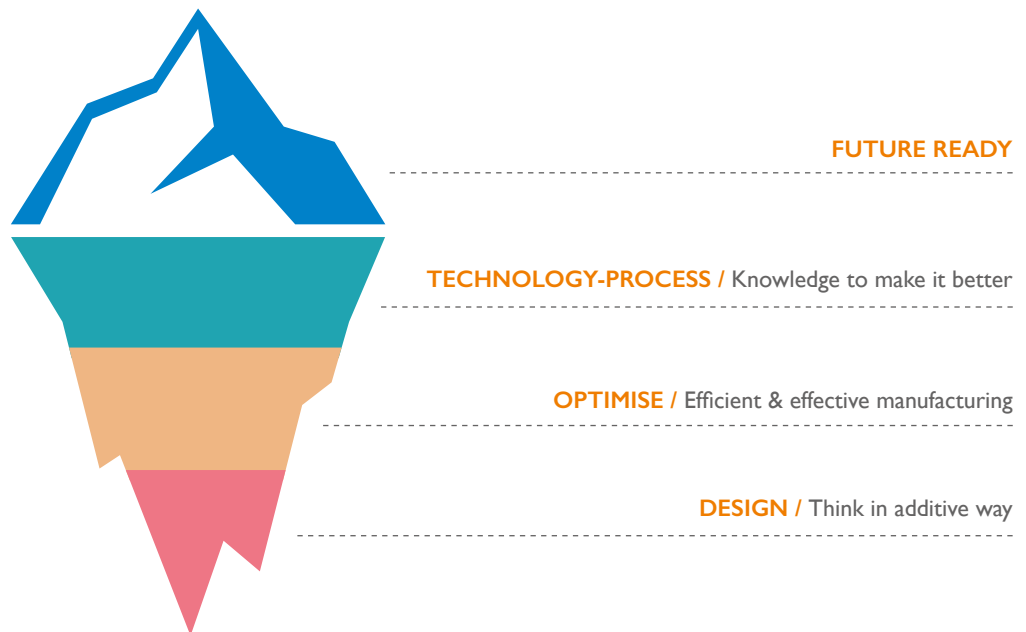 FUTURE READY
TECHNOLOGY-PROCESS / Knowledge to make it better
OPTIMISE / Efficient & effective manufacturing
DESIGN / Think in additive way